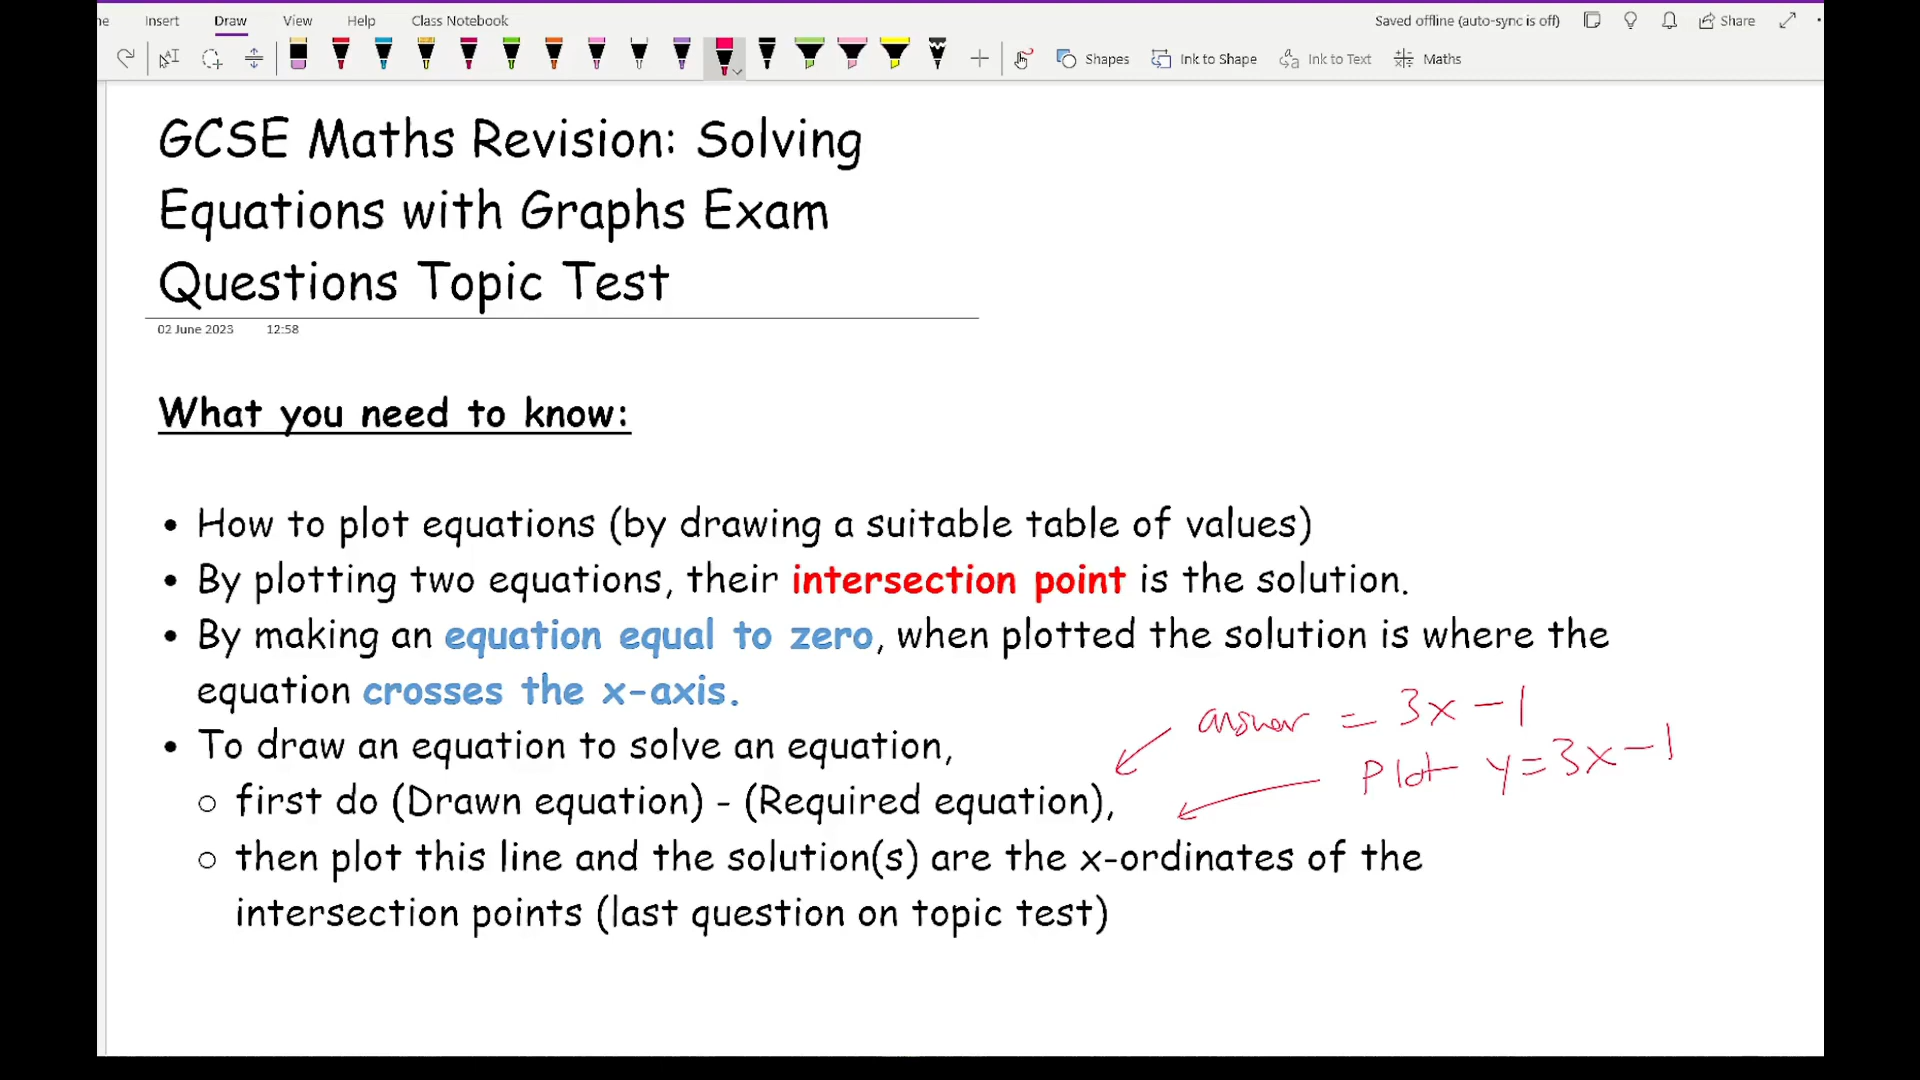 Insert Draw View Help Class Notebook Saved offline (auto-sync is off) Share
Shapes Ink to Shape Ink to Text Maths
GCSE Maths Revision: Solving
Equations with Graphs Exam
Questions Topic Test
02 June 2023 12:58
What you need to know:
• How to plot equations (by drawing a suitable table of values)
• By plotting two equations, their intersection point is the solution.
• By making an equation equal to zero, when plotted the solution is where the
equation crosses the x-axis.
answer = 3x - 1
• To draw an equation to solve an equation,
Plot y = 3x - 1
○ first do (Drawn equation) - (Required equation),
○ then plot this line and the solution(s) are the x-ordinates of the
intersection points (last question on topic test)